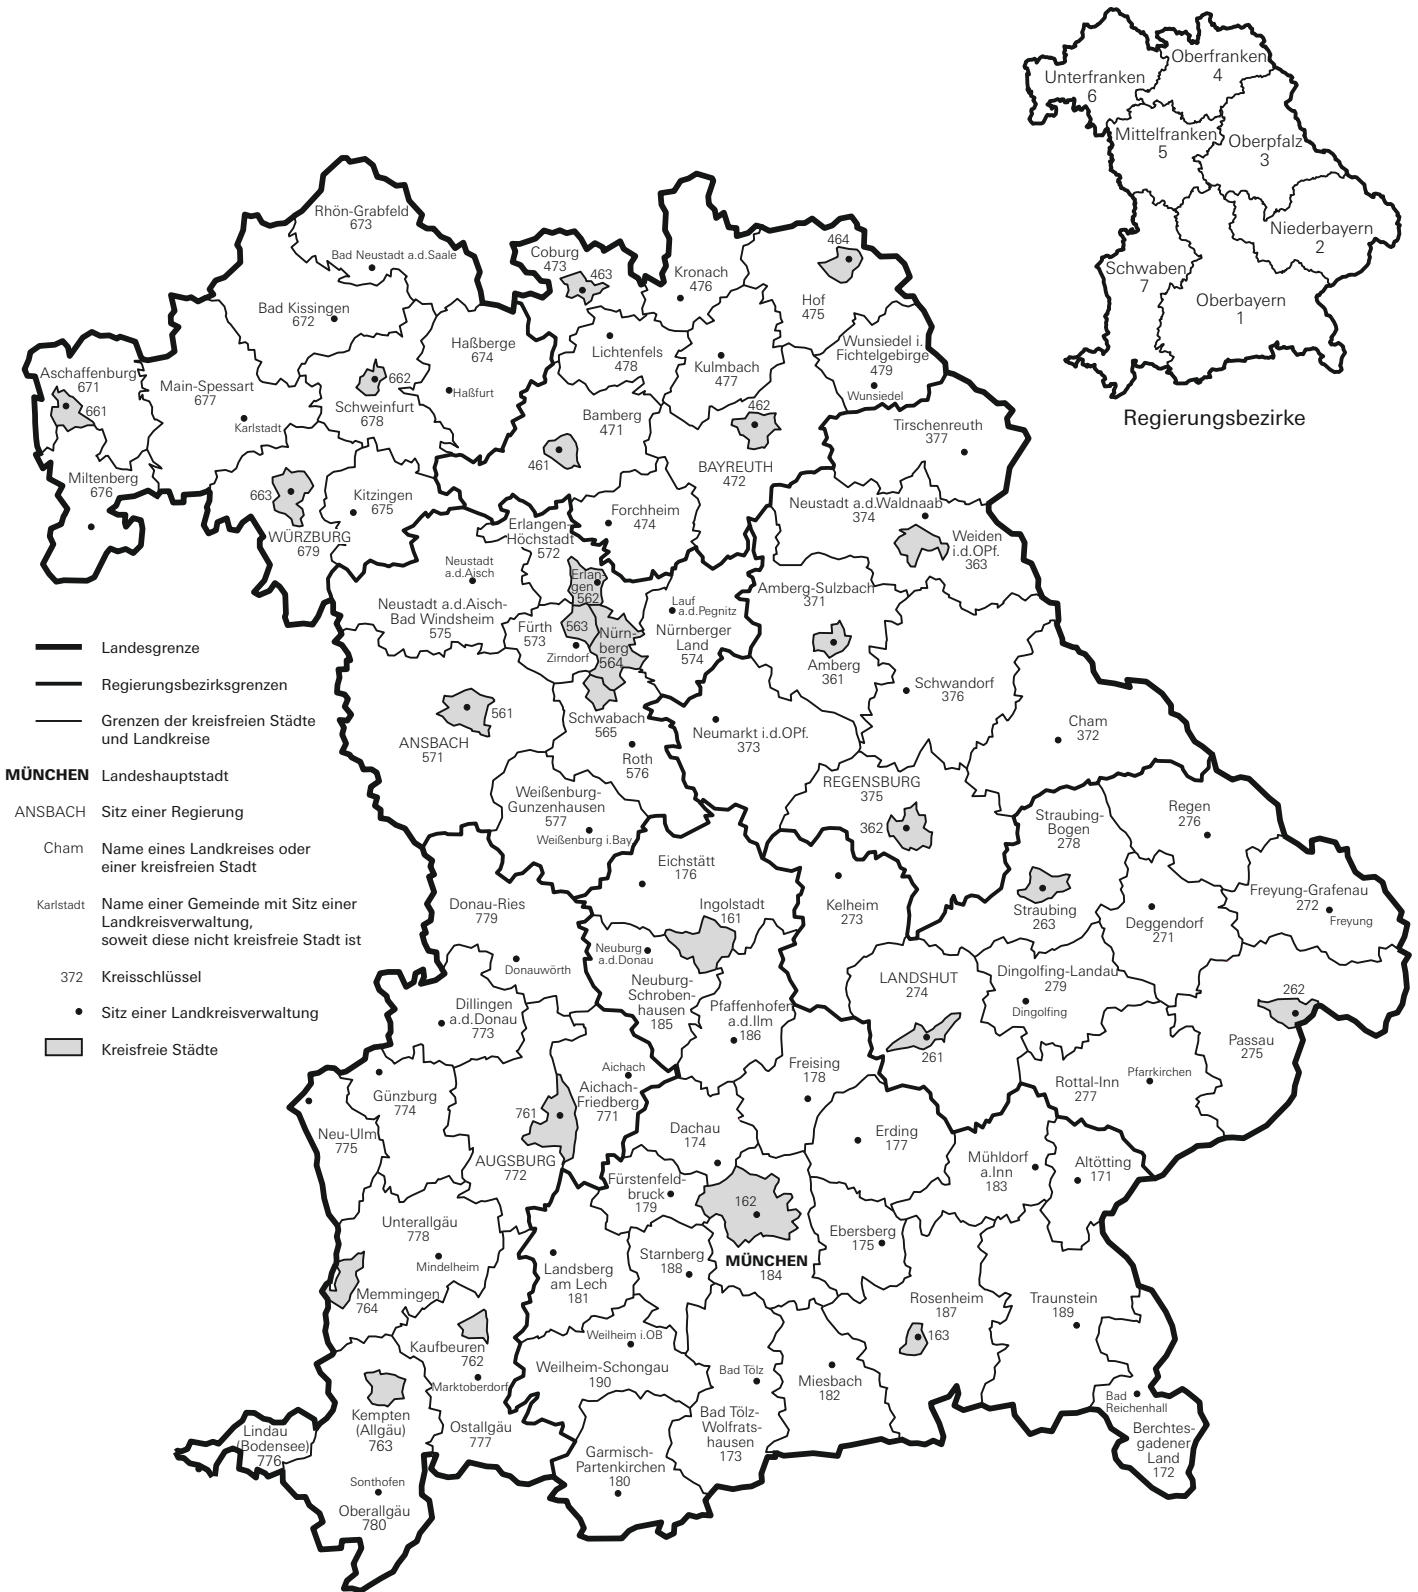 Unterfranken
6
Oberfranken
4
Mittelfranken
5
Oberpfalz
3
Niederbayern
2
Schwaben
7
Oberbayern
1
Regierungsbezirke
Rhön-Grabfeld
673
Bad Neustadt a.d.Saale
Bad Kissingen
672
Coburg
473
463
Kronach
476
464
Hof
475
Haßberge
674
Haßfurt
Lichtenfels
478
Kulmbach
477
Wunsiedel i.
Fichtelgebirge
479
Wunsiedel
Aschaffenburg
671
661
Main-Spessart
677
Karlstadt
662
Schweinfurt
678
Bamberg
471
461
462
BAYREUTH
472
Tirschenreuth
377
Miltenberg
676
663
WÜRZBURG
679
Kitzingen
675
Forchheim
474
Neustadt a.d.Waldnaab
374
Weiden
i.d.OPf.
363
Erlangen-
Höchstadt
572
Neustadt
a.d.Aisch
Erlan-
gen
562
Neustadt a.d.Aisch-
Bad Windsheim
575
Fürth
573
563
Zirndorf
Nürn-
berg
564
Lauf
a.d.Pegnitz
Nürnberger
Land
574
Amberg-Sulzbach
371
Amberg
361
Schwandorf
376
Cham
372
561
ANSBACH
571
Schwabach
565
Roth
576
Neumarkt i.d.OPf.
373
REGENSBURG
375
362
Weißenburg-
Gunzenhausen
577
Weißenburg i.Bay.
Landesgrenze
Regierungsbezirksgrenzen
Grenzen der kreisfreien Städte
und Landkreise
MÜNCHEN Landeshauptstadt
ANSBACH Sitz einer Regierung
Cham Name eines Landkreises oder
einer kreisfreien Stadt
Karlstadt Name einer Gemeinde mit Sitz einer
Landkreisverwaltung,
soweit diese nicht kreisfreie Stadt ist
372 Kreisschlüssel
Sitz einer Landkreisverwaltung
Kreisfreie Städte
Straubing-
Bogen
278
Straubing
263
Regen
276
Freyung-Grafenau
272
Freyung
Deggendorf
271
Eichstätt
176
Ingolstadt
161
Kelheim
273
Donau-Ries
779
Donauwörth
Neuburg
a.d.Donau
Neuburg-
Schroben-
hausen
185
Pfaffenhofen
a.d.Ilm
186
LANDSHUT
274
261
Dingolfing-Landau
279
Dingolfing
262
Passau
275
Rottal-Inn
277
Pfarrkirchen
Dillingen
a.d.Donau
773
Günzburg
774
Neu-Ulm
775
Aichach
Aichach-
Friedberg
771
761
AUGSBURG
772
Freising
178
Dachau
174
Erding
177
Mühldorf
a.Inn
183
Altötting
171
Fürstenfeld-
bruck
179
162
MÜNCHEN
184
Ebersberg
175
Unterallgäu
778
Mindelheim
Memmingen
764
Landsberg
am Lech
181
Starnberg
188
Rosenheim
187
163
Traunstein
189
Kaufbeuren
762
Marktoberdorf
Ostallgäu
777
Weilheim i.OB
Weilheim-Schongau
190
Bad Tölz
Bad Tölz-
Wolfrats-
hausen
173
Miesbach
182
Bad
Reichenhall
Berchtes-
gadener
Land
172
Kempten
(Allgäu)
763
Lindau
(Bodensee)
776
Sonthofen
Oberallgäu
780
Garmisch-
Partenkirchen
180